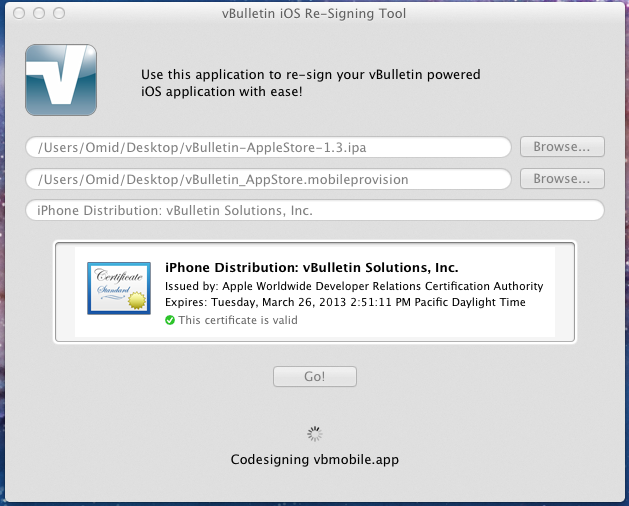 vBulletin iOS Re-Signing Tool
Use this application to re-sign your vBulletin powered
iOS application with ease!
/Users/Omid/Desktop/vBulletin-AppleStore-1.3.ipa
Browse...
/Users/Omid/Desktop/vBulletin_AppStore.mobileprovision
Browse...
iPhone Distribution: vBulletin Solutions, Inc.
Certificate
Standard
iPhone Distribution: vBulletin Solutions, Inc.
Issued by: Apple Worldwide Developer Relations Certification Authority
Expires: Tuesday, March 26, 2013 2:51:11 PM Pacific Daylight Time
This certificate is valid
Go!
Codesigning vbmobile.app